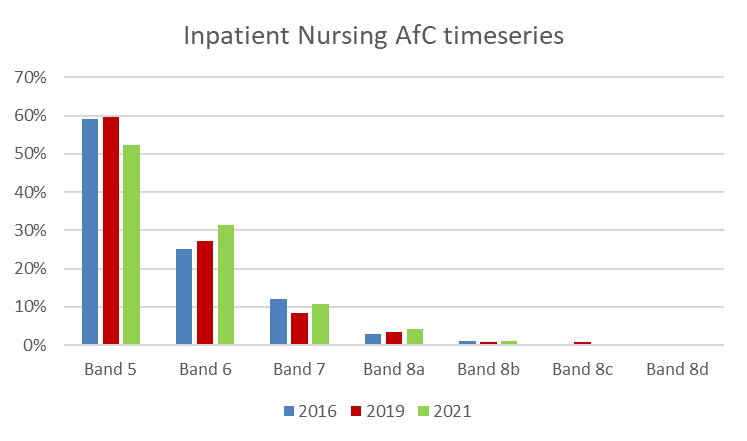 Inpatient Nursing AfC timeseries
70%
60%
50%
40%
30%
20%
10%
0%
Band 5 Band 6 Band 7 Band 8a Band 8b Band 8c Band 8d
2016 2019 2021